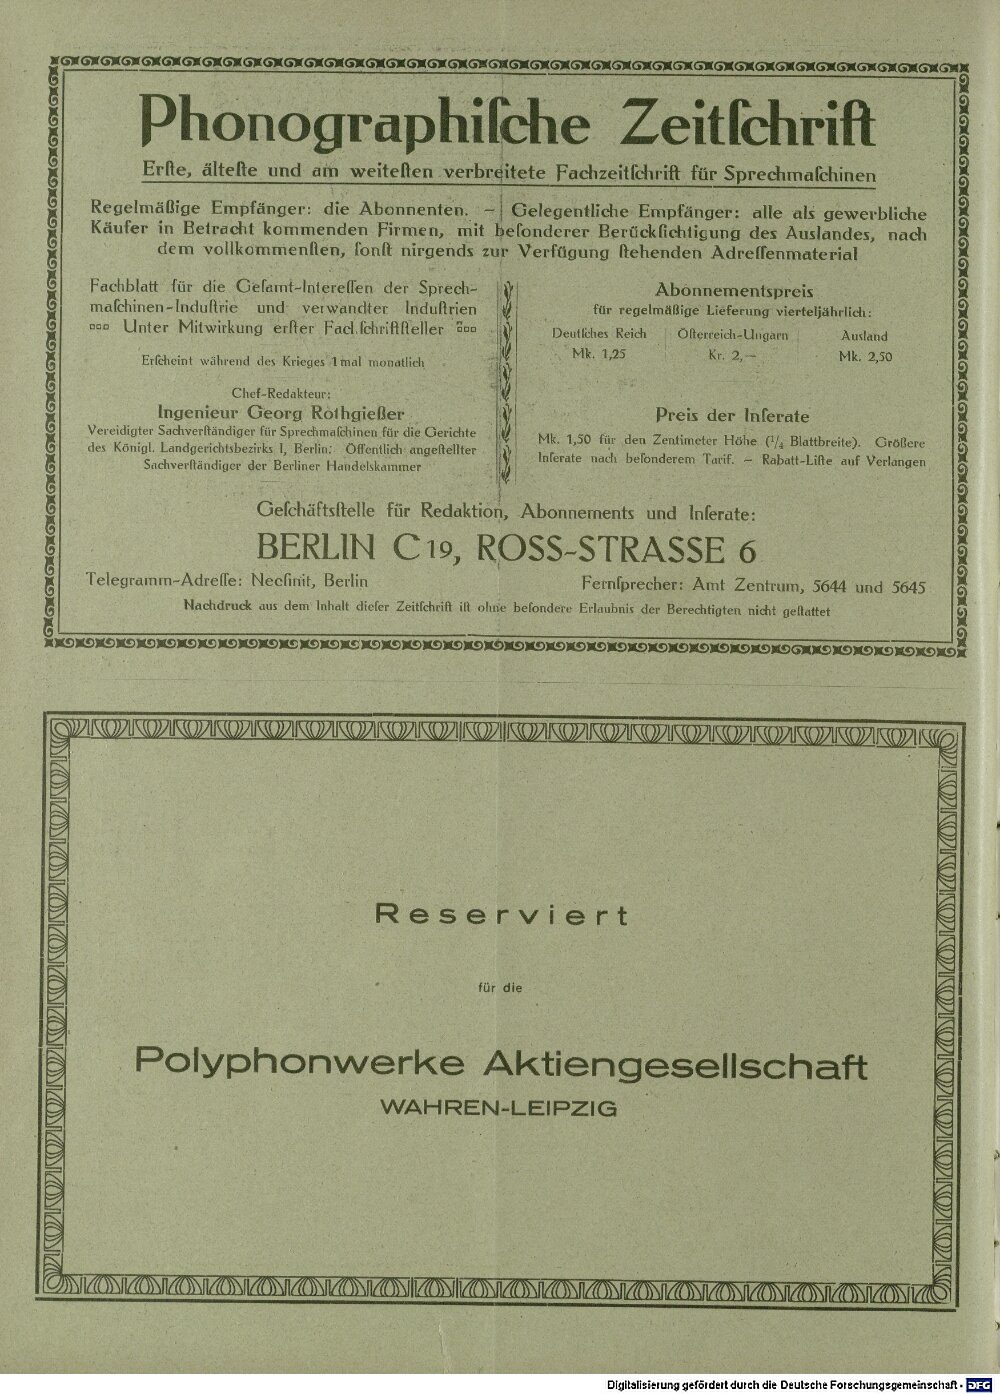 Phonographiſche Zeitſchrift
Erſte, älteſte und am weiteſten verbreitete Fachzeitſchrift für Sprechmaſchinen
Regelmäßige Empfänger: die Abonnenten. – Gelegentliche Empfänger: alle als gewerbliche
Käufer in Betracht kommenden Firmen, mit beſonderer Berückſichtigung des Auslandes, nach
dem vollkommenſten, ſonſt nirgends zur Verfügung ſtehenden Adreſſenmaterial
Fachblatt für die Geſamt-Intereſſen der Sprech-
maſchinen-Induſtrie und verwandter Induſtrien
▫▫▫ Unter Mitwirkung erſter Fachſchriftſteller ▫▫▫
Erſcheint während des Krieges 1 mal monatlich
Chef-Redakteur:
Ingenieur Georg Rothgießer
Vereidigter Sachverſtändiger für Sprechmaſchinen für die Gerichte
des Königl. Landgerichtsbezirks I, Berlin: Öffentlich angeſtellter
Sachverſtändiger der Berliner Handelskammer
Abonnementspreis
für regelmäßige Lieferung vierteljährlich:
Deutſches Reich Öſterreich-Ungarn Ausland
Mk. 1,25 Kr. 2,— Mk. 2,50
Preis der Inſerate
Mk. 1,50 für den Zentimeter Höhe (¹/₄ Blattbreite). Größere
Inſerate nach beſonderem Tarif. – Rabatt-Liſte auf Verlangen
Geſchäftsſtelle für Redaktion, Abonnements und Inſerate:
BERLIN C 19, ROSS-STRASSE 6
Telegramm-Adreſſe: Necſinit, Berlin Fernſprecher: Amt Zentrum, 5644 und 5645
Nachdruck aus dem Inhalt dieſer Zeitſchrift iſt ohne beſondere Erlaubnis der Berechtigten nicht geſtattet
Reserviert
für die
Polyphonwerke Aktiengesellschaft
WAHREN-LEIPZIG
Digitalisierung gefördert durch die Deutsche Forschungsgemeinschaft - DFG